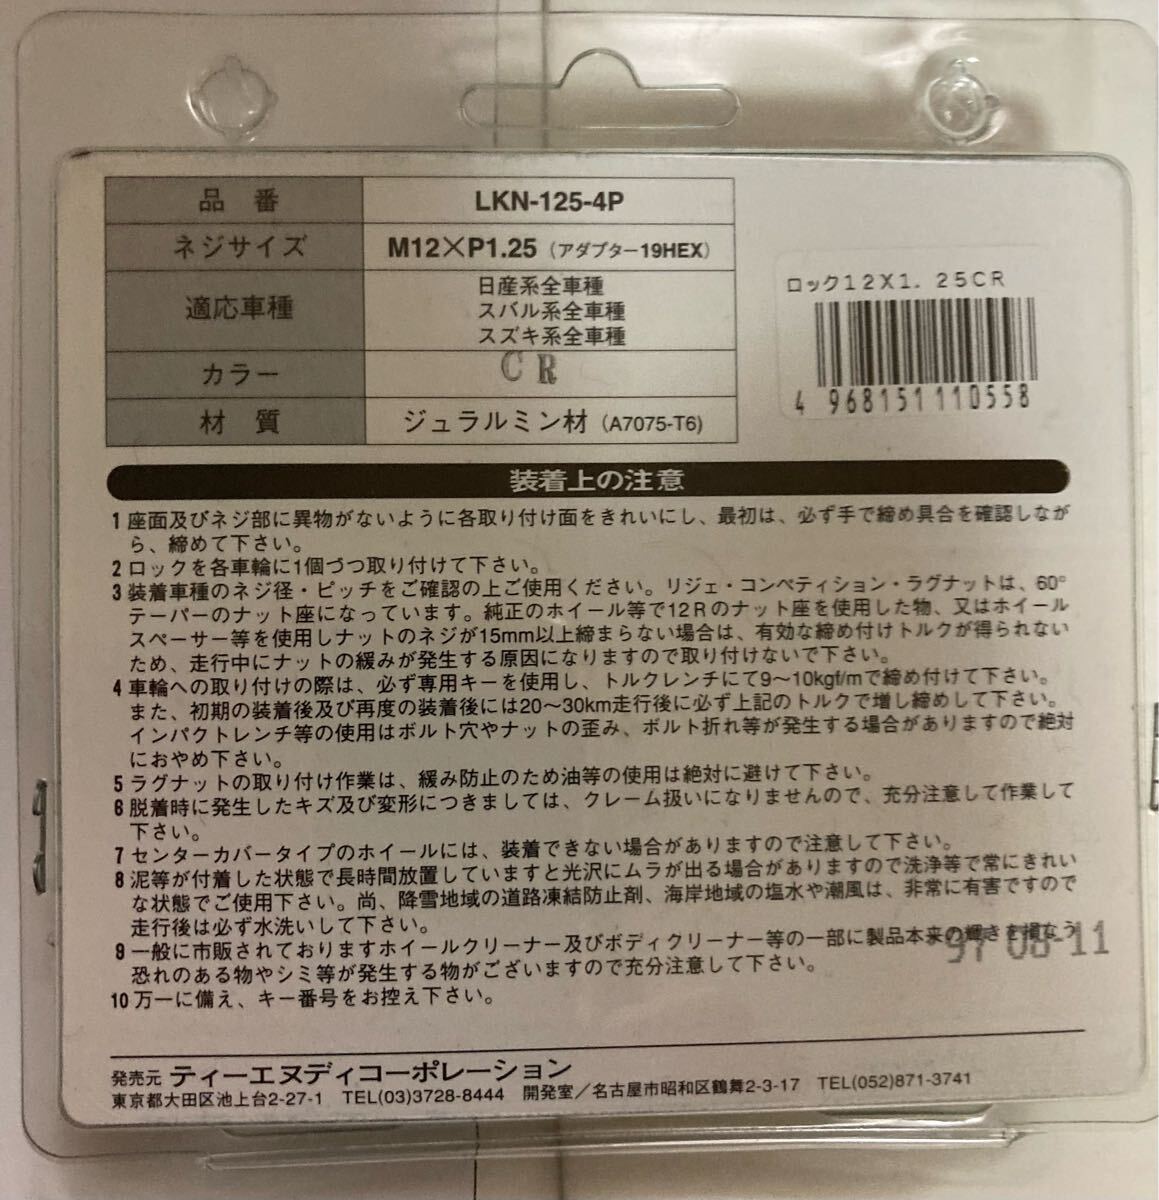 品番 LKN-125-4P
ネジサイズ M12×P1.25（アダプター19HEX）
適応車種 日産系全車種
スバル系全車種
スズキ系全車種
カラー CR
材質 ジュラルミン材（A7075-T6）
ロック12X1. 25CR
4 968151 110558
装着上の注意
1 座面及びネジ部に異物がないように各取り付け面をきれいにし、最初は、必ず手で締め具合を確認しなが
ら、締めて下さい。
2 ロックを各車輪に1個づつ取り付けて下さい。
3 装着車種のネジ径・ピッチをご確認の上ご使用ください。リジェ・コンペティション・ラグナットは、60°
テーパーのナット座になっています。純正のホイール等で12Rのナット座を使用した物、又はホイール
スペーサー等を使用しナットのネジが15mm以上締まらない場合は、有効な締め付けトルクが得られない
ため、走行中にナットの緩みが発生する原因になりますので取り付けないで下さい。
4 車輪への取り付けの際は、必ず専用キーを使用し、トルクレンチにて9〜10kgf/mで締め付けて下さい。
また、初期の装着後及び再度の装着後には20〜30km走行後に必ず上記のトルクで増し締めして下さい。
インパクトレンチ等の使用はボルト穴やナットの歪み、ボルト折れ等が発生する場合がありますので絶対
におやめ下さい。
5 ラグナットの取り付け作業は、緩み防止のため油等の使用は絶対に避けて下さい。
6 脱着時に発生したキズ及び変形につきましては、クレーム扱いになりませんので、充分注意して作業して
下さい。
7 センターカバータイプのホイールには、装着できない場合がありますので注意して下さい。
8 泥等が付着した状態で長時間放置していますと光沢にムラが出る場合がありますので洗浄等で常にきれい
な状態でご使用下さい。尚、降雪地域の道路凍結防止剤、海岸地域の塩水や潮風は、非常に有害ですので
走行後は必ず水洗いして下さい。
9 一般に市販されておりますホイールクリーナー及びボディクリーナー等の一部に製品本来の輝きを損なう
恐れのある物やシミ等が発生する物がございますので充分注意して下さい。
97 08-11
10 万一に備え、キー番号をお控え下さい。
発売元 ティーエヌディコーポレーション
東京都大田区池上台2-27-1 TEL(03)3728-8444 開発室／名古屋市昭和区鶴舞2-3-17 TEL(052)871-3741